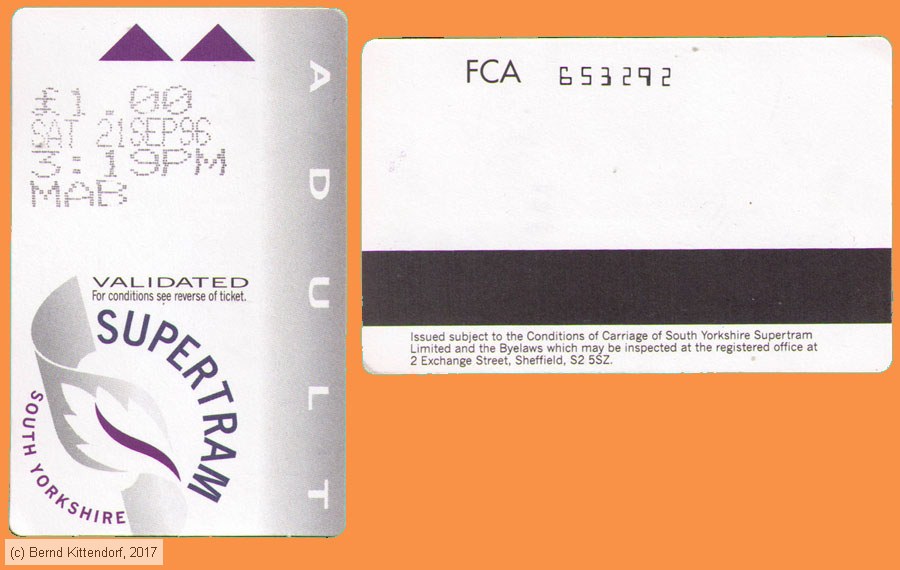 £1.00
SAT 21SEP96
3:19PM
MAB
ADULT
VALIDATED
For conditions see reverse of ticket.
SUPERTRAM
SOUTH YORKSHIRE
FCA 653292
Issued subject to the Conditions of Carriage of South Yorkshire Supertram
Limited and the Byelaws which may be inspected at the registered office at
2 Exchange Street, Sheffield, S2 5SZ.
(c) Bernd Kittendorf, 2017